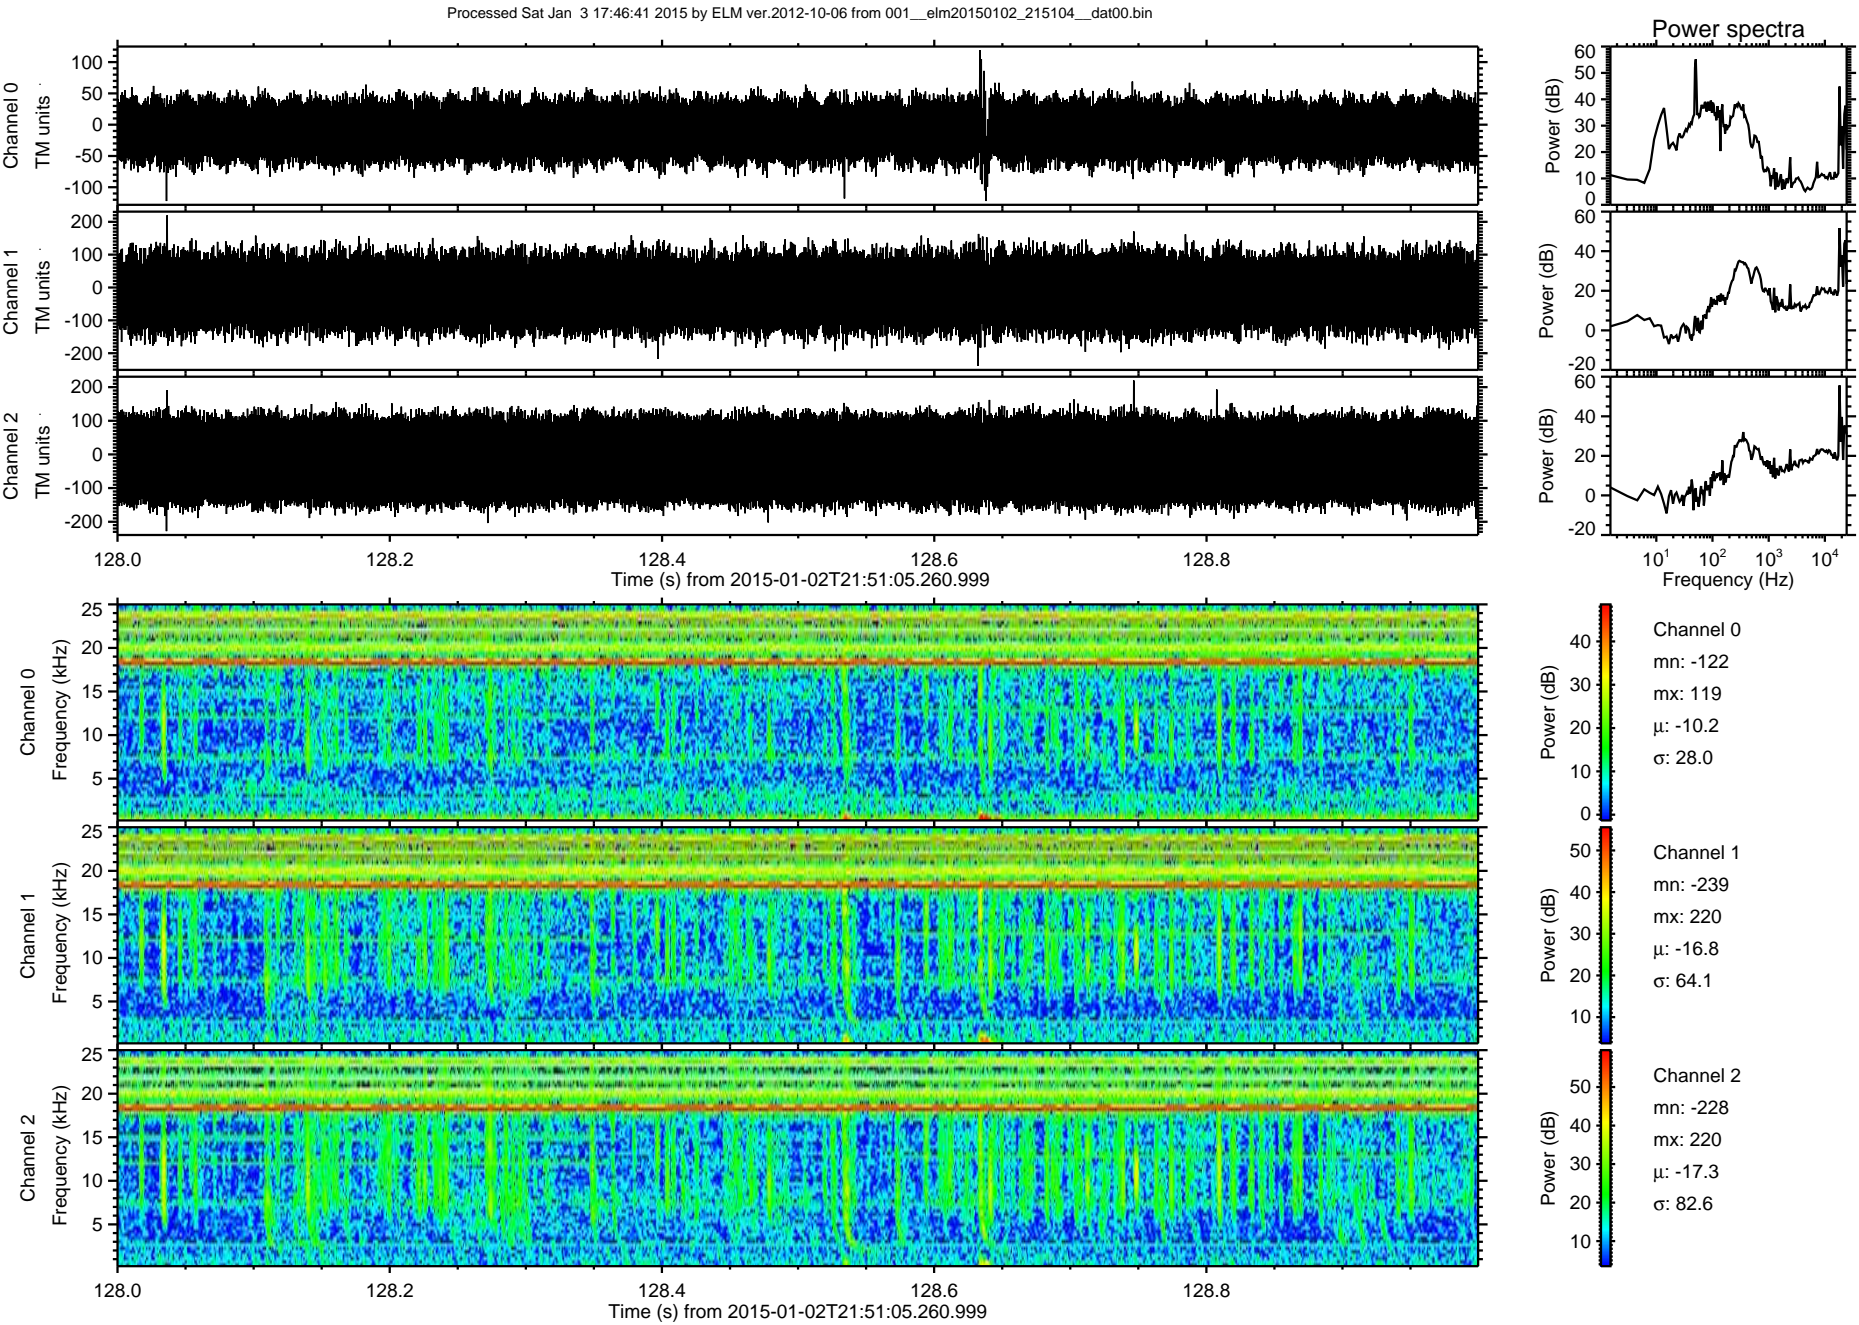 Processed Sat Jan  3 17:46:41 2015 by ELM ver.2012-10-06 from 001__elm20150102_215104__dat00.bin
Power spectra
Channel 0
TM units
100
50
0
-50
-100
Power (dB)
60
50
40
30
20
10
0
Channel 1
TM units
200
100
0
-100
-200
Power (dB)
60
40
20
0
-20
Channel 2
TM units
200
100
0
-100
-200
Power (dB)
60
40
20
0
-20
128.0 128.2 128.4 128.6 128.8
Time (s) from 2015-01-02T21:51:05.260.999
10¹ 10² 10³ 10⁴
Frequency (Hz)
Channel 0
Frequency (kHz)
25
20
15
10
5
Power (dB)
40
30
20
10
0
Channel 0
mn: -122
mx: 119
μ: -10.2
σ: 28.0
Channel 1
Frequency (kHz)
25
20
15
10
5
Power (dB)
50
40
30
20
10
Channel 1
mn: -239
mx: 220
μ: -16.8
σ: 64.1
Channel 2
Frequency (kHz)
25
20
15
10
5
Power (dB)
50
40
30
20
10
Channel 2
mn: -228
mx: 220
μ: -17.3
σ: 82.6
128.0 128.2 128.4 128.6 128.8
Time (s) from 2015-01-02T21:51:05.260.999